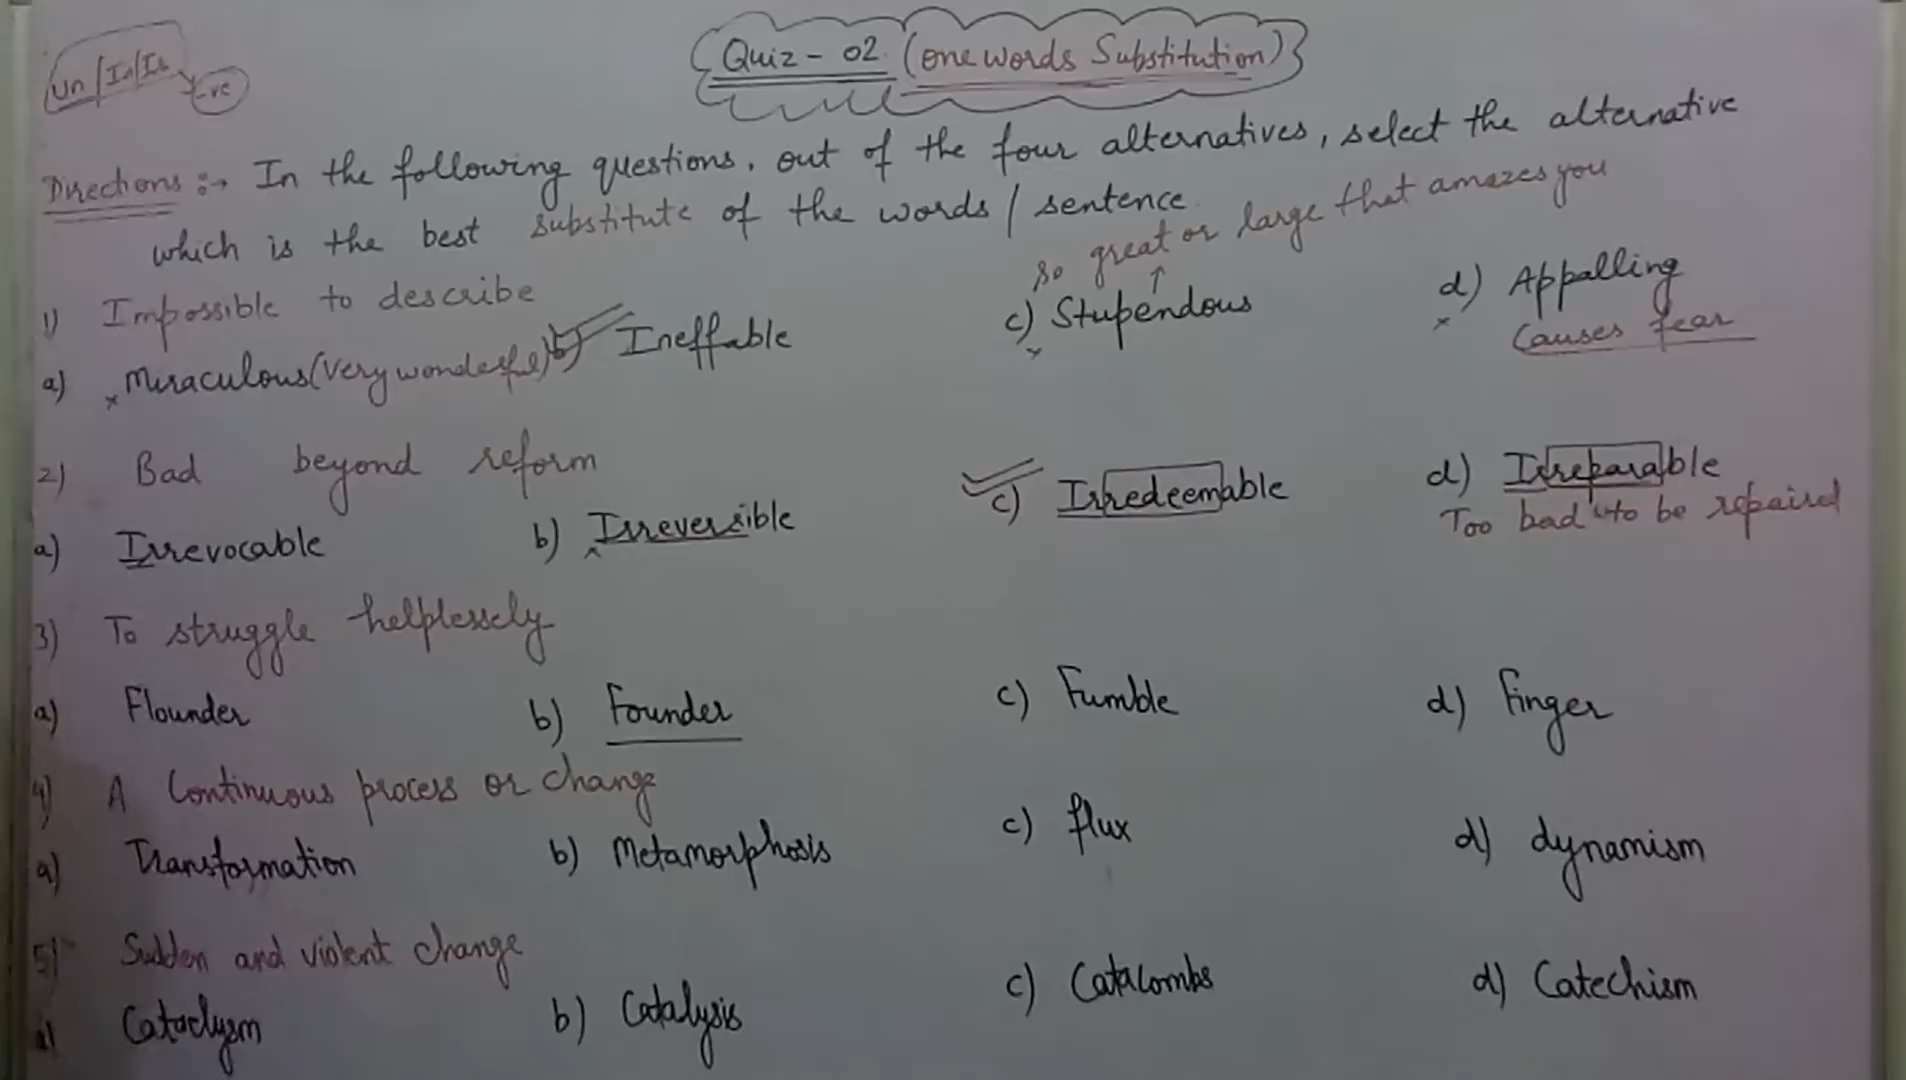 un/In/Ir
-ve
Quiz - 02. (One words Substitution)
Directions :→ In the following questions, out of the four alternatives, select the alternative
which is the best substitute of the words / sentence
so great or large that amazes you
1) Impossible to describe
a) Miraculous (very wonderful) b) Ineffable c) Stupendous d) Appalling
Causes fear
2) Bad beyond reform
a) Irrevocable b) Irreversible c) Irredeemable d) Irreparable
Too bad to be repaired
3) To struggle helplessely
a) Flounder b) Founder c) Fumble d) Finger
4) A Continuous process or change
a) Transformation b) Metamorphosis c) flux d) dynamism
5) Sudden and violent change
a) Cataclysm b) Catalysis c) Catacombs d) Catechism